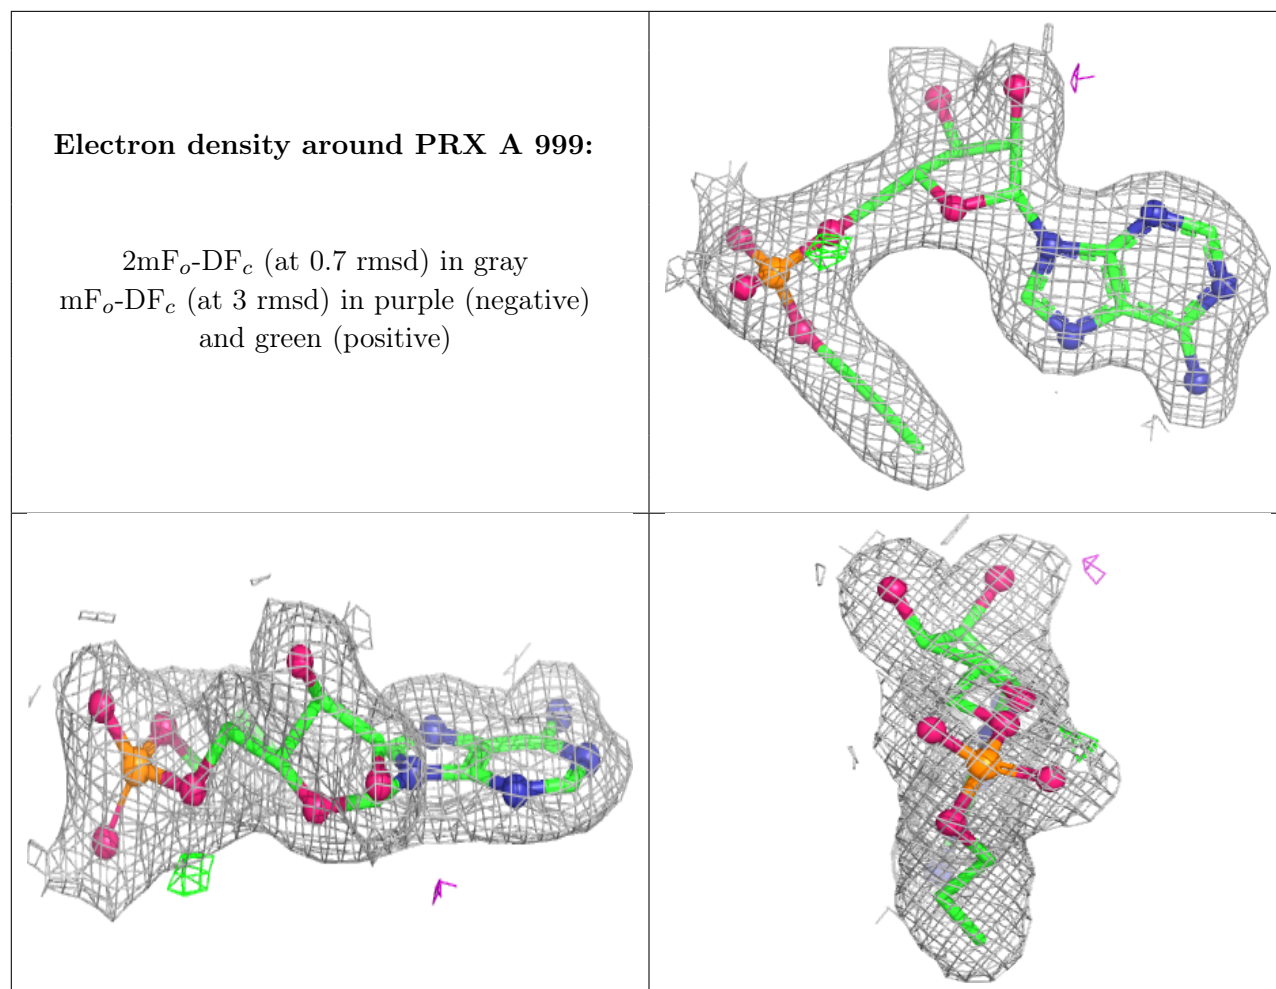 Electron density around PRX A 999:
2mFo-DFc (at 0.7 rmsd) in gray
mFo-DFc (at 3 rmsd) in purple (negative)
and green (positive)